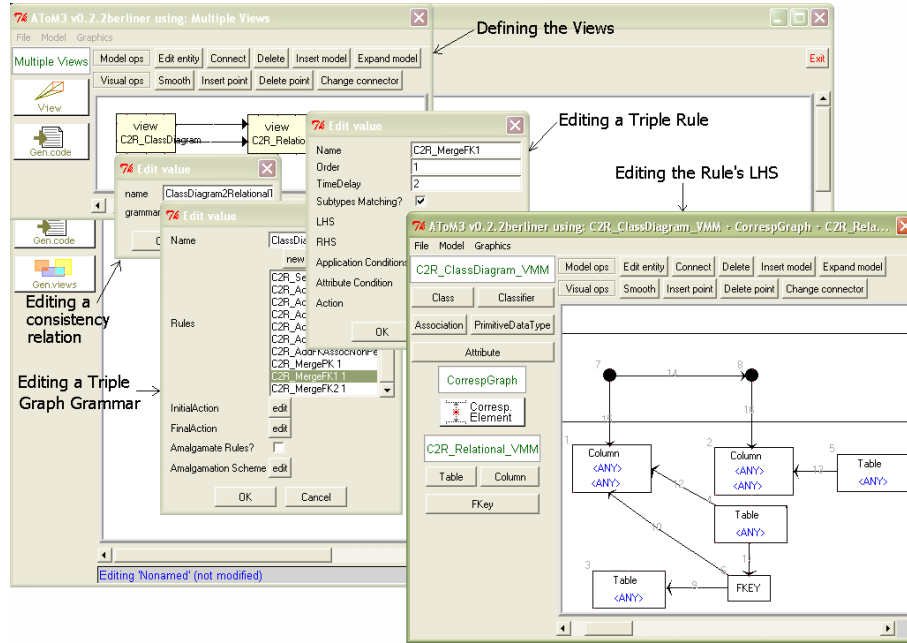 AToM3 v0.2.2berliner using: Multiple Views
File Model Graphics
Multiple Views
Model ops Edit entity Connect Delete Insert model Expand model
Visual ops Smooth Insert point Delete point Change connector
Exit
View
Gen.code
view
C2R_ClassDiagram
view
Defining the Views
Edit value
name ClassDiagram2Relational
OK
Gen.code
Gen.views
Editing a
consistency
relation
Editing a Triple
Graph Grammar
Edit value
Name
new
Rules
C2R_MergePK 1
C2R_MergeFK1 1
C2R_MergeFK2 1
InitialAction edit
FinalAction edit
Amalgamate Rules?
Amalgamation Scheme edit
OK Cancel
Edit value
Name C2R_MergeFK1
Order 1
TimeDelay 2
Subtypes Matching?
LHS
RHS
Application Conditions
Attribute Condition
Action
OK
Editing a Triple Rule
Editing the Rule's LHS
AToM3 v0.2.2berliner using: C2R_ClassDiagram_VMM + CorrespGraph + C2R_Rela...
File Model Graphics
C2R_ClassDiagram_VMM
Model ops Edit entity Connect Delete Insert model Expand model
Visual ops Smooth Insert point Delete point Change connector
Class Classifier
Association PrimitiveDataType
Attribute
CorrespGraph
Corresp.
Element
C2R_Relational_VMM
Table Column
FKey
7
14
8
15
16
1
Column
<ANY>
<ANY>
2
Column
<ANY>
<ANY>
13
5
Table
<ANY>
12
4
Table
<ANY>
10
11
3
Table
<ANY>
9
6
FKEY
Editing 'Nonamed' (not modified)